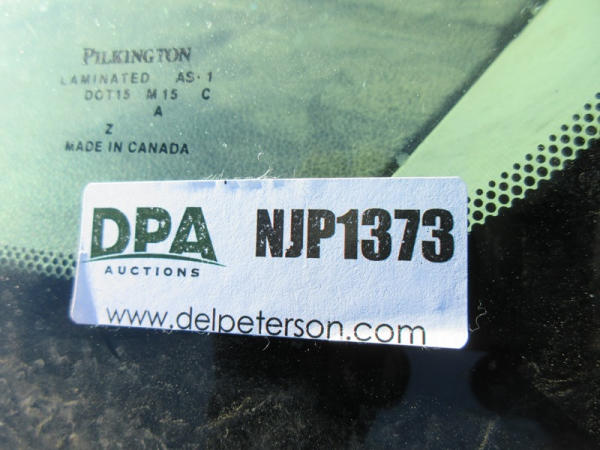 PILKINGTON
LAMINATED AS-1
DOT15 M15 C
A
Z
MADE IN CANADA
DPA
AUCTIONS
NJP1373
www.delpeterson.com